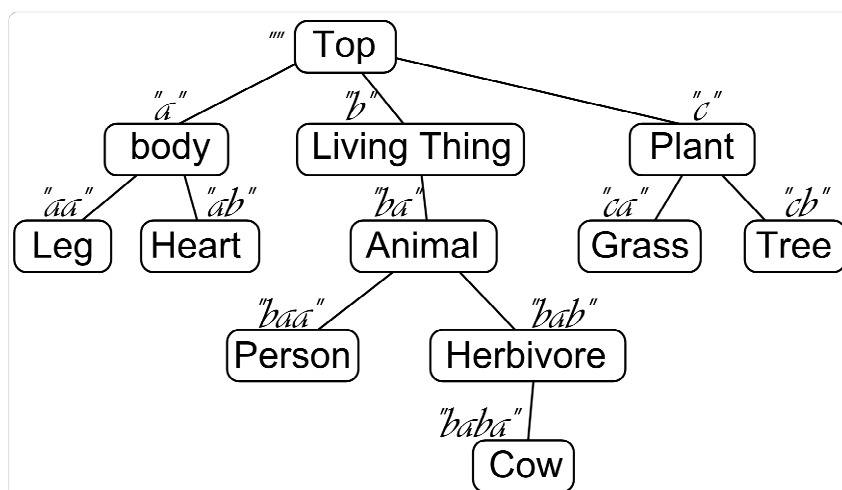 "" Top
"a" "b" "c"
body Living Thing Plant
"aa" "ab" "ba" "ca" "cb"
Leg Heart Animal Grass Tree
"baa" "bab"
Person Herbivore
"baba"
Cow